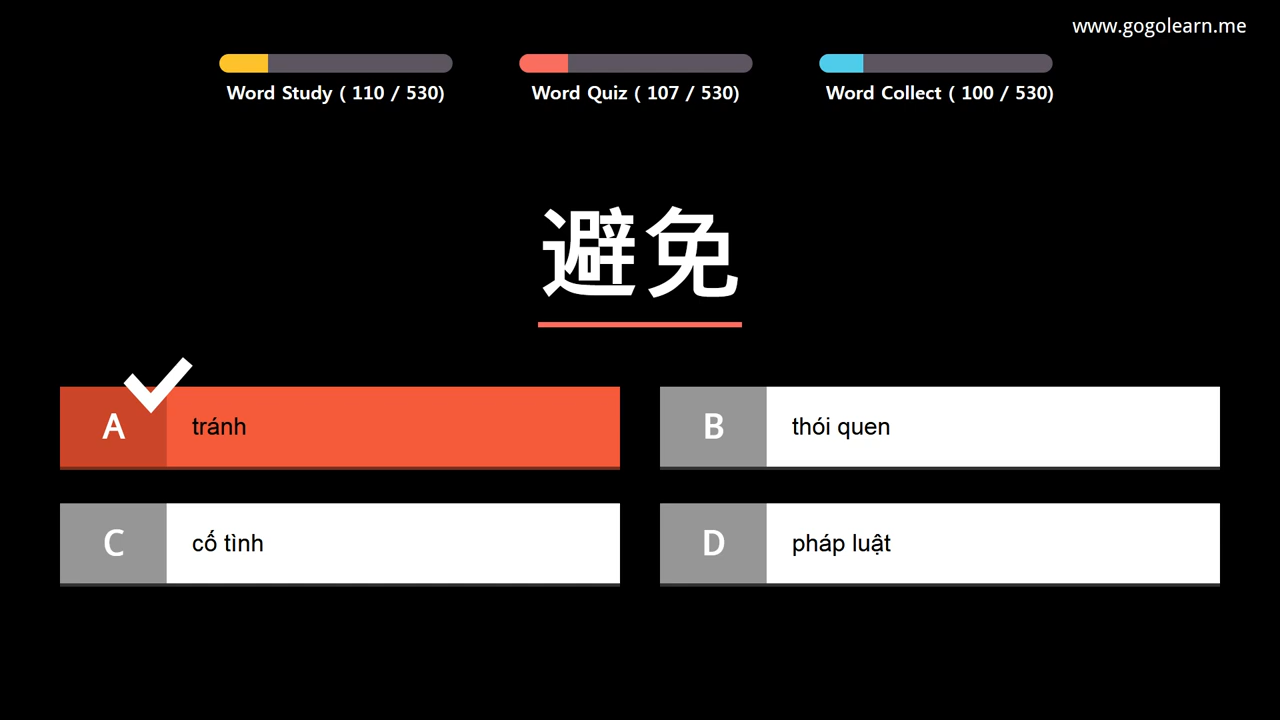 www.gogolearn.me
Word Study ( 110 / 530)
Word Quiz ( 107 / 530)
Word Collect ( 100 / 530)
避免
A
tránh
B
thói quen
C
cố tình
D
pháp luật